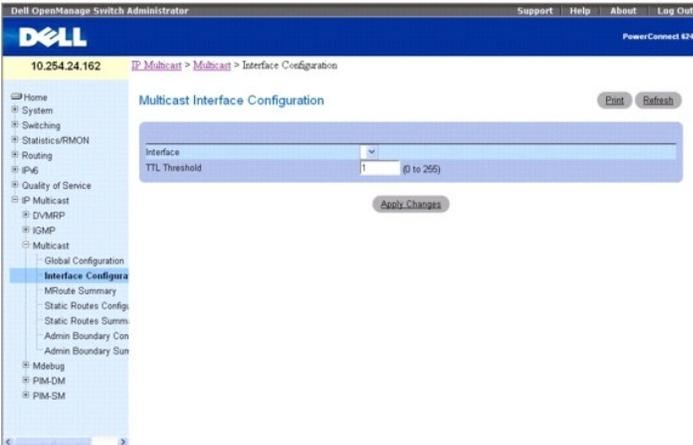 Dell OpenManage Switch Administrator Support Help About Log Out
DELL
PowerConnect 624
10.254.24.162 IP Multicast > Multicast > Interface Configuration
Home
System
Switching
Statistics/RMON
Routing
IPv6
Quality of Service
IP Multicast
DVMRP
IGMP
Multicast
Global Configuration
Interface Configura
MRoute Summary
Static Routes Configu
Static Routes Summ
Admin Boundary Con
Admin Boundary Sum
Mdebug
PIM-DM
PIM-SM
Multicast Interface Configuration
Print Refresh
Interface
TTL Threshold 1 (0 to 255)
Apply Changes